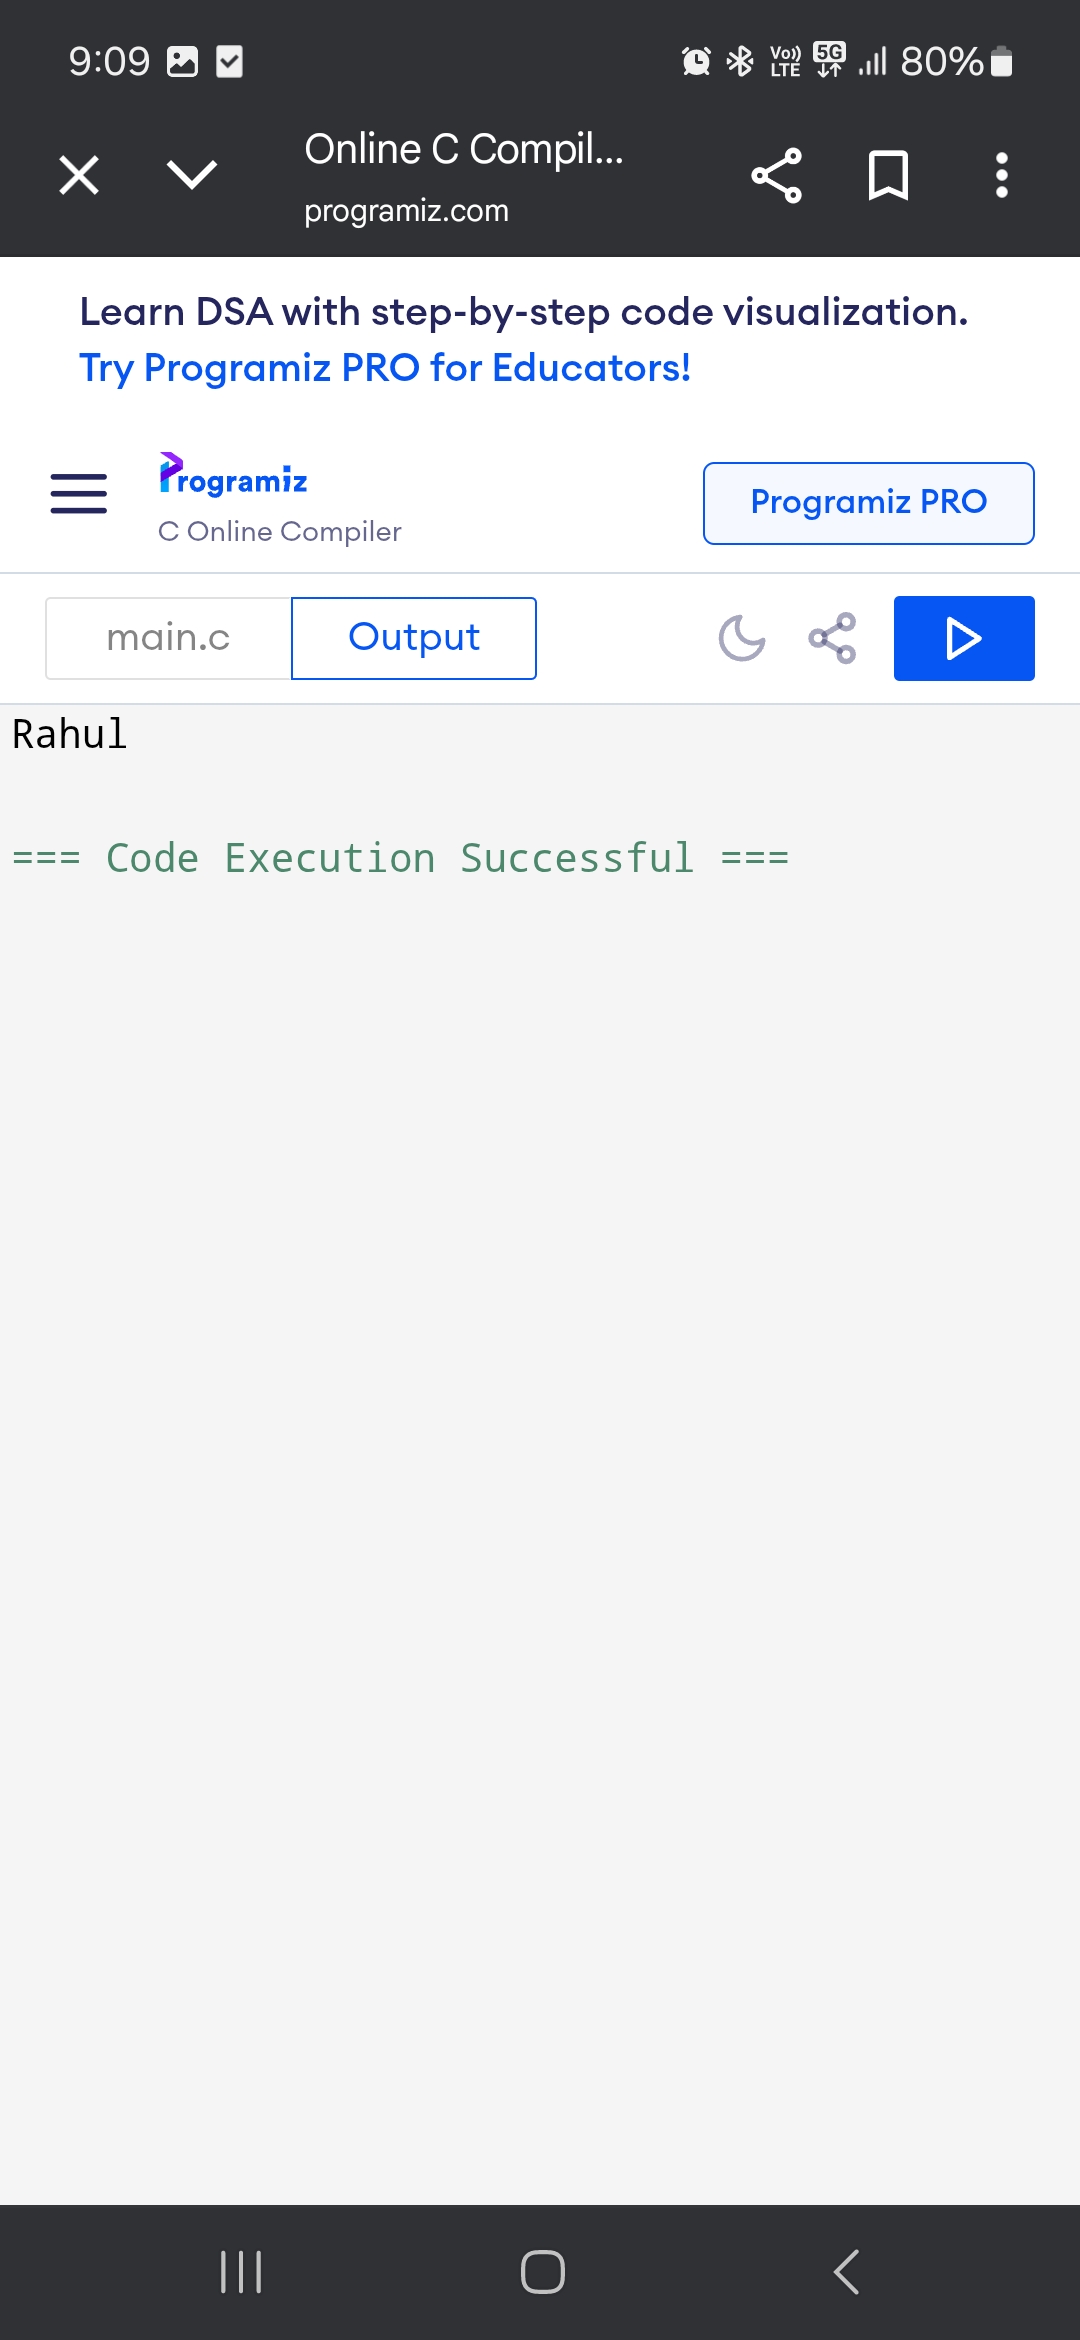 9:09 Vo)) LTE 5G 80%
Online C Compil...
programiz.com
Learn DSA with step-by-step code visualization.
Try Programiz PRO for Educators!
Programiz
C Online Compiler
Programiz PRO
main.c Output
Rahul
=== Code Execution Successful ===